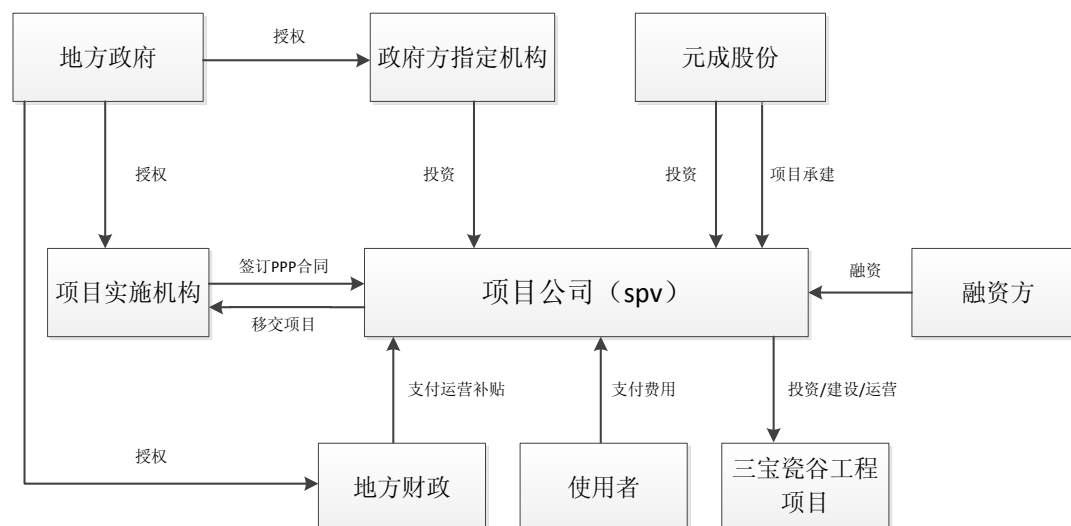 地方政府
授权
政府方指定机构
元成股份
授权
投资
投资
项目承建
项目实施机构
签订PPP合同
移交项目
项目公司（spv）
融资
融资方
支付运营补贴
支付费用
投资/建设/运营
授权
地方财政
使用者
三宝瓷谷工程
项目